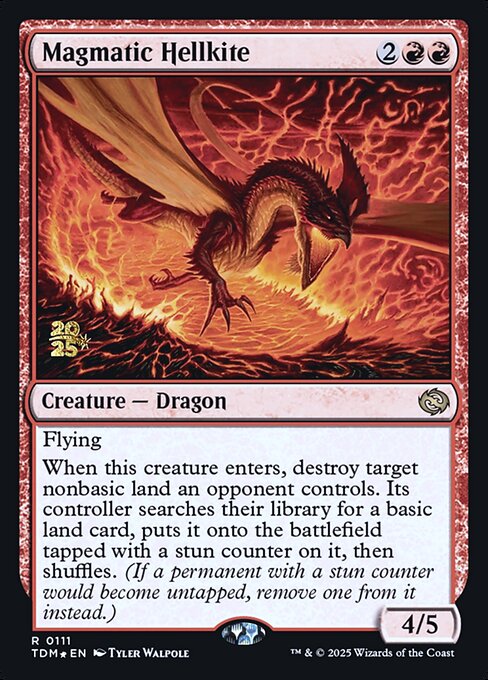 Magmatic Hellkite 2
20
25
Creature — Dragon
Flying
When this creature enters, destroy target
nonbasic land an opponent controls. Its
controller searches their library for a basic
land card, puts it onto the battlefield
tapped with a stun counter on it, then
shuffles. (If a permanent with a stun counter
would become untapped, remove one from it
instead.)
4/5
R 0111
TDM★EN Tyler Walpole ™ & © 2025 Wizards of the Coast